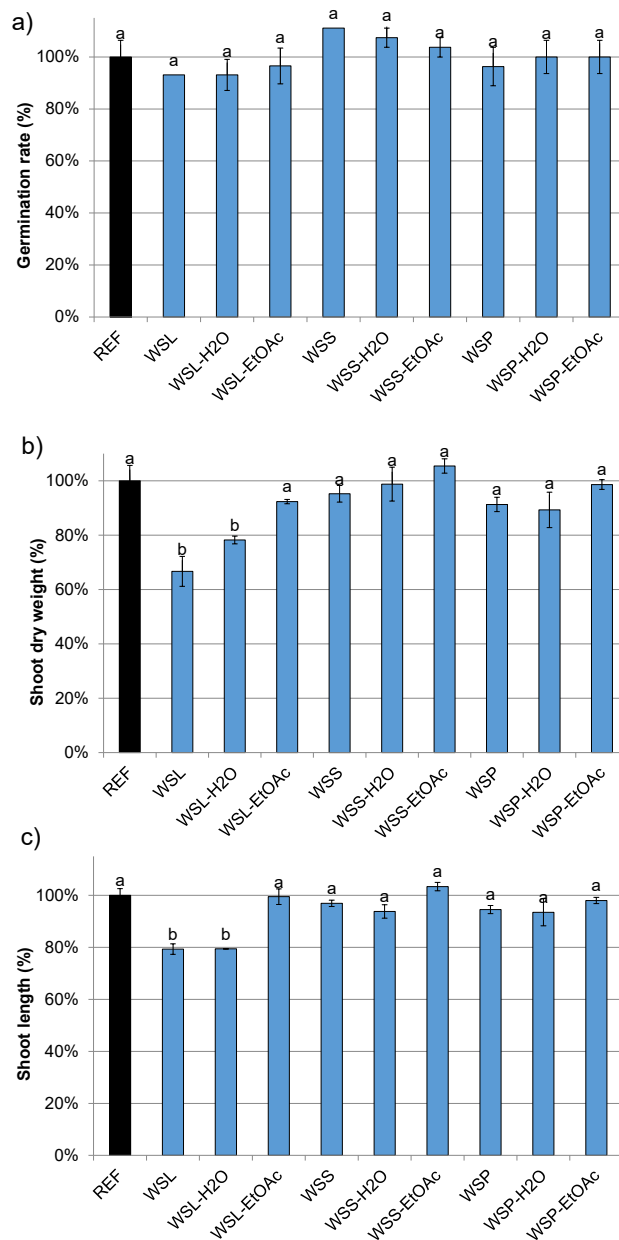 a)
Germination rate (%)
100%
80%
60%
40%
20%
0%
a a a a a a a a a a
REF WSL WSL-H2O WSL-EtOAc WSS WSS-H2O WSS-EtOAc WSP WSP-H2O WSP-EtOAc
b)
Shoot dry weight (%)
100%
80%
60%
40%
20%
0%
a b b a a a a a a a
REF WSL WSL-H2O WSL-EtOAc WSS WSS-H2O WSS-EtOAc WSP WSP-H2O WSP-EtOAc
c)
Shoot length (%)
100%
80%
60%
40%
20%
0%
a b b a a a a a a a
REF WSL WSL-H2O WSL-EtOAc WSS WSS-H2O WSS-EtOAc WSP WSP-H2O WSP-EtOAc